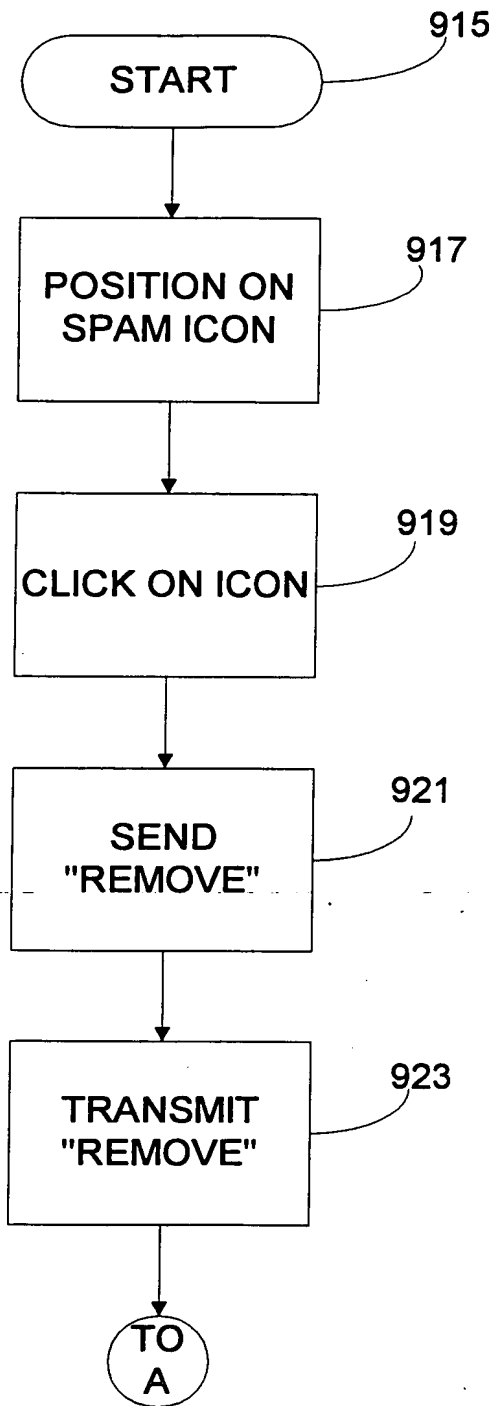 915
START
917
POSITION ON
SPAM ICON
919
CLICK ON ICON
921
SEND
"REMOVE"
923
TRANSMIT
"REMOVE"
TO
A